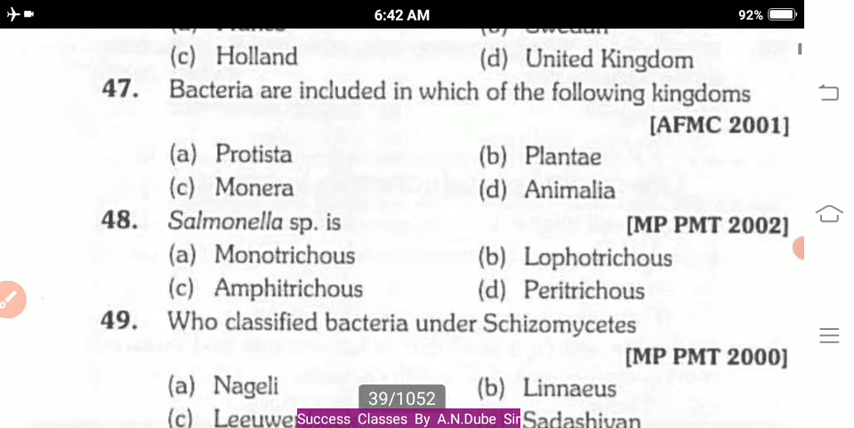 6:42 AM
92%
(c) Holland
(d) United Kingdom
47. Bacteria are included in which of the following kingdoms
[AFMC 2001]
(a) Protista
(b) Plantae
(c) Monera
(d) Animalia
48. Salmonella sp. is
[MP PMT 2002]
(a) Monotrichous
(b) Lophotrichous
(c) Amphitrichous
(d) Peritrichous
49. Who classified bacteria under Schizomycetes
[MP PMT 2000]
(a) Nageli
(b) Linnaeus
39/1052
(c) Leeuwe
Success Classes By A.N.Dube Sir
Sadashivan